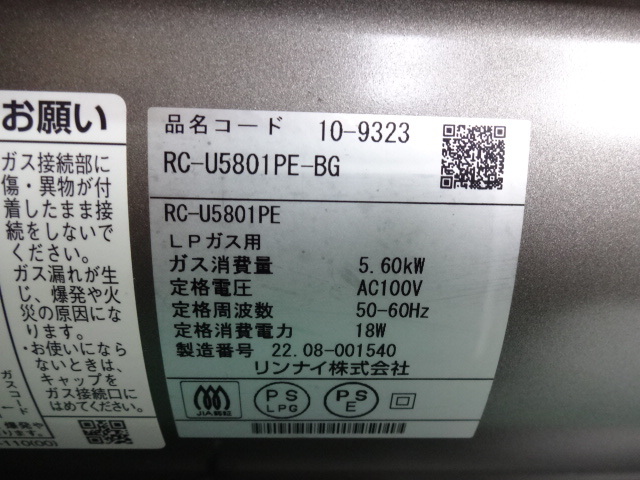 お願い
ガス接続部に
傷・異物が付
着したまま接
続をしないで
ください。
ガス漏れが生
じ、爆発や火
災の原因にな
ります。
・お使いになら
ないときは、
キャップを
ガス接続口に
はめてください。
品名コード 10-9323
RC-U5801PE-BG
RC-U5801PE
LPガス用
ガス消費量 5.60kW
定格電圧 AC100V
定格周波数 50-60Hz
定格消費電力 18W
製造番号 22.08-001540
リンナイ株式会社
JIA
PS LPG
PS E
-110(00)